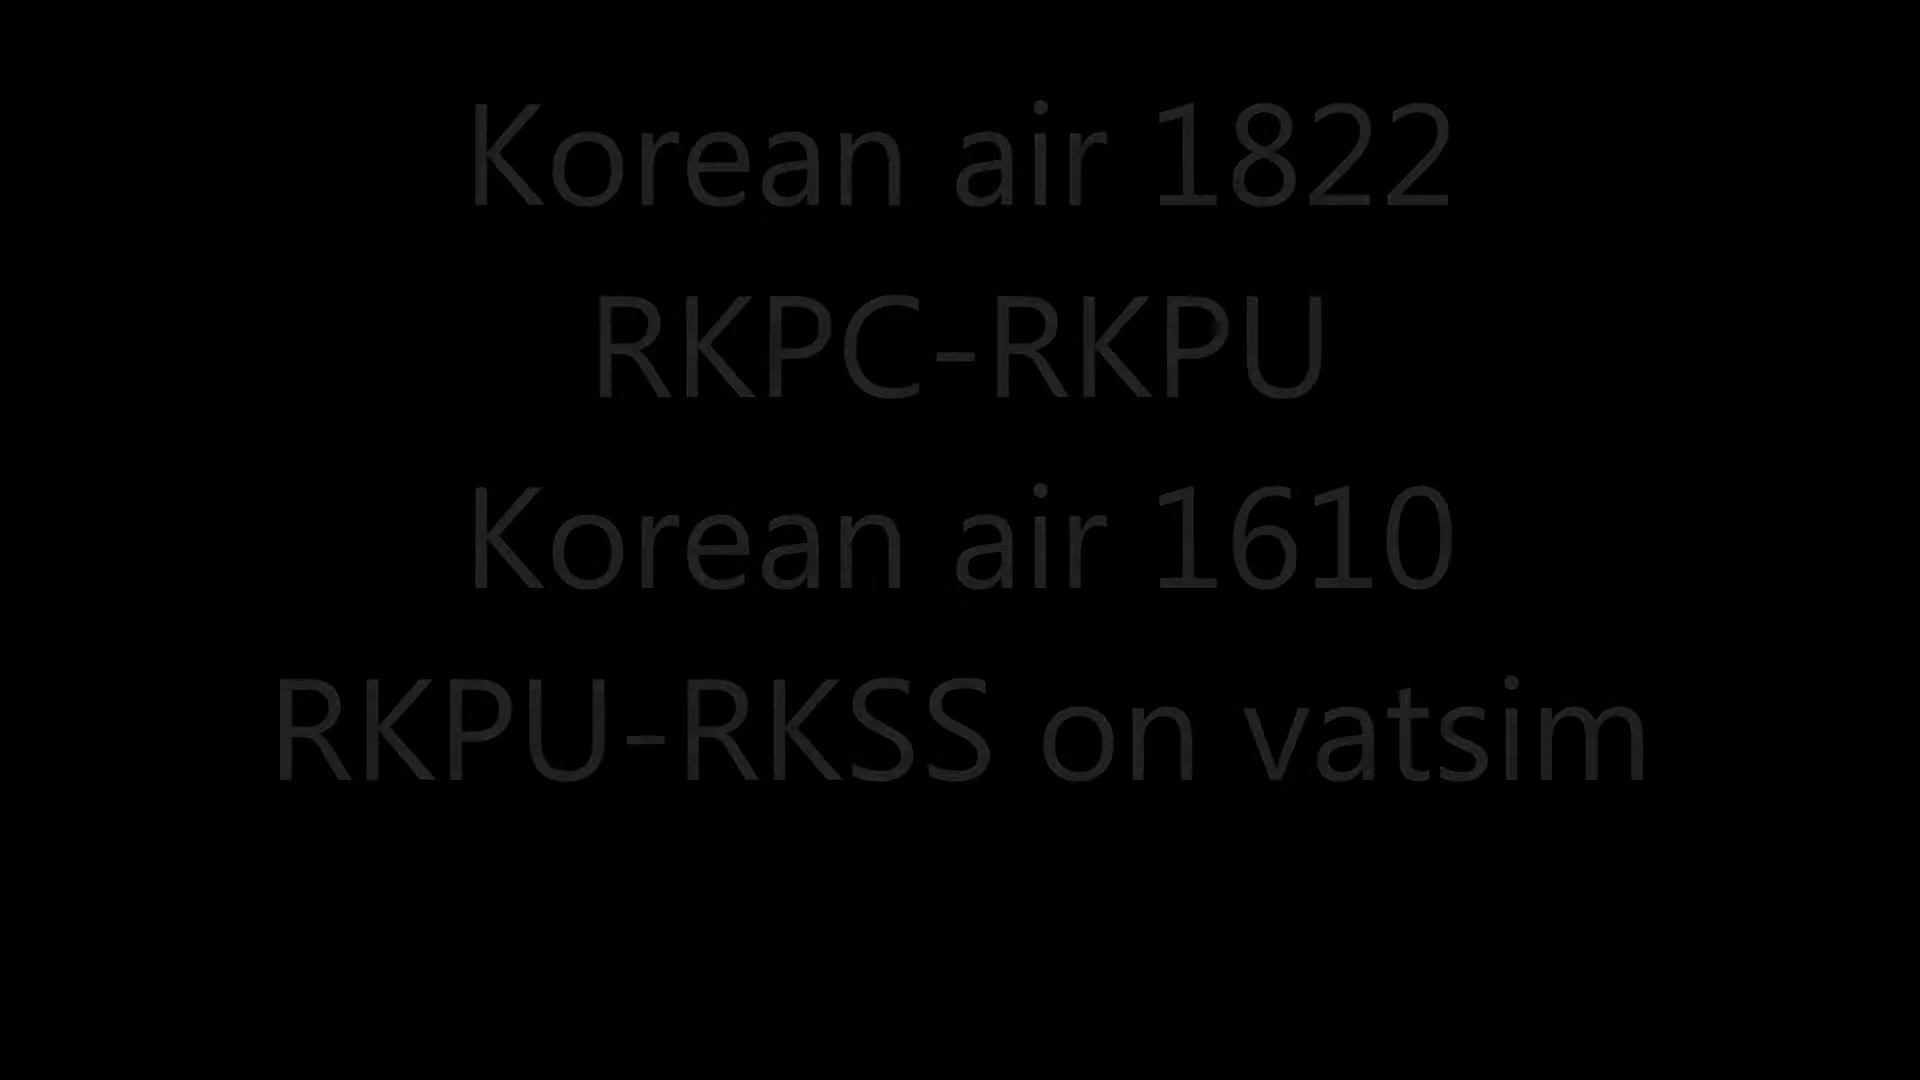 Korean air 1822
RKPC-RKPU
Korean air 1610
RKPU-RKSS on vatsim